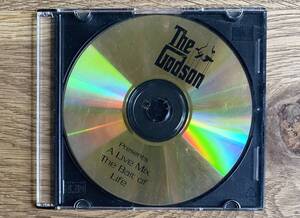 The
Godson
Presents
A Live Mix
The Ball of
Life